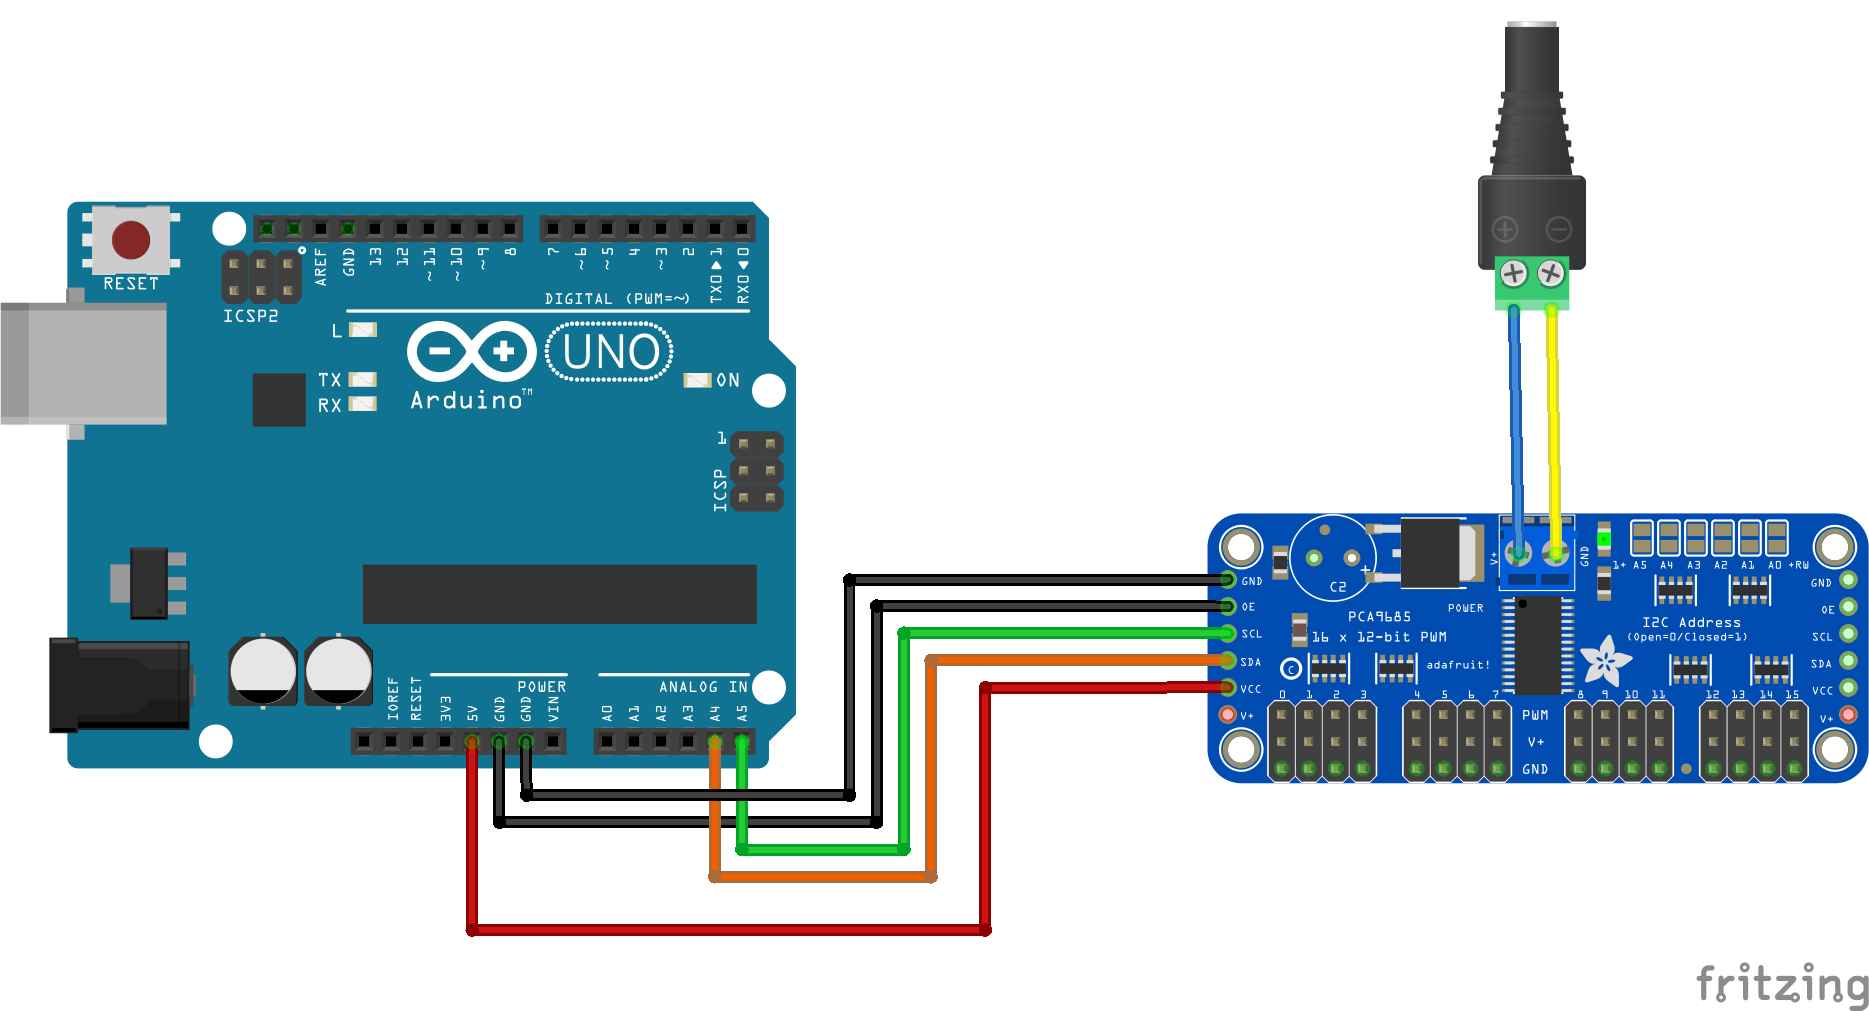 RESET
ICSP2
AREF
GND
13
12
~11
~10
~9
8
7
~6
~5
4
~3
2
TX0▶1
RX0◀0
DIGITAL (PWM=~)
L
TX
RX
Arduino™
UNO
ON
1
ICSP
POWER
ANALOG IN
IOREF
RESET
3V3
5V
GND
GND
VIN
A0
A1
A2
A3
A4
A5
GND
OE
SCL
SDA
VCC
V+
C2
+
PCA9685
16 x 12-bit PWM
adafruit!
POWER
V+
GND
1+ A5 A4 A3 A2 A1 A0 +RW
I2C Address
(Open=0/Closed=1)
GND
OE
SCL
SDA
VCC
V+
0 1 2 3 4 5 6 7 8 9 10 11 12 13 14 15
PWM
V+
GND
fritzing